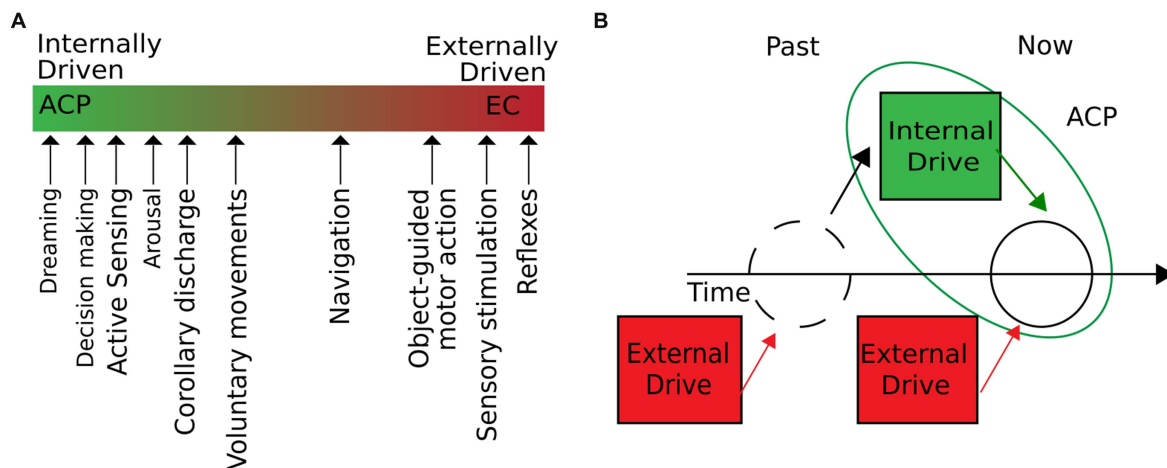 A
Internally
Driven
Externally
Driven
ACP
EC
Dreaming
Decision making
Active Sensing
Arousal
Corollary discharge
Voluntary movements
Navigation
Object-guided
motor action
Sensory stimulation
Reflexes
B
Past
Now
ACP
Internal
Drive
Time
External
Drive
External
Drive